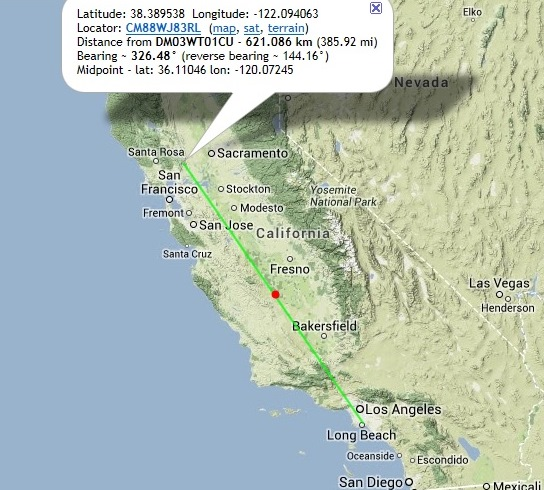 Latitude: 38.389538 Longitude: -122.094063
Locator: CM88WJ83RL (map, sat, terrain)
Distance from DM03WT01CU - 621.086 km (385.92 mi)
Bearing ~ 326.48° (reverse bearing ~ 144.16°)
Midpoint - lat: 36.11046 lon: -120.07245
Elko
Nevada
Santa Rosa
Sacramento
San
Francisco
Stockton
Yosemite
National Park
Modesto
Fremont
San Jose
California
Santa Cruz
Fresno
Las Vegas
Henderson
Bakersfield
Los Angeles
Long Beach
Oceanside
Escondido
San Diego
Mexicali